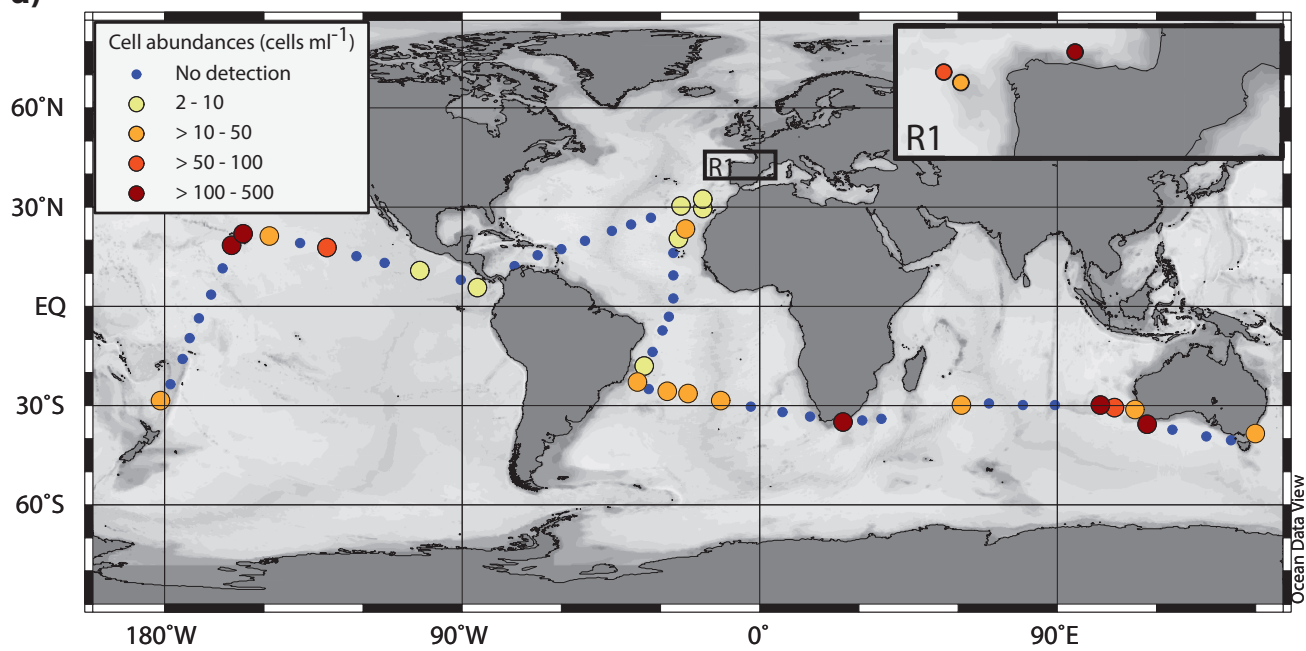 a)
Cell abundances (cells ml-1)
No detection
2 - 10
> 10 - 50
> 50 - 100
> 100 - 500
R1
R1
60˚N
30˚N
EQ
30˚S
60˚S
180˚W
90˚W
0˚
90˚E
Ocean Data View